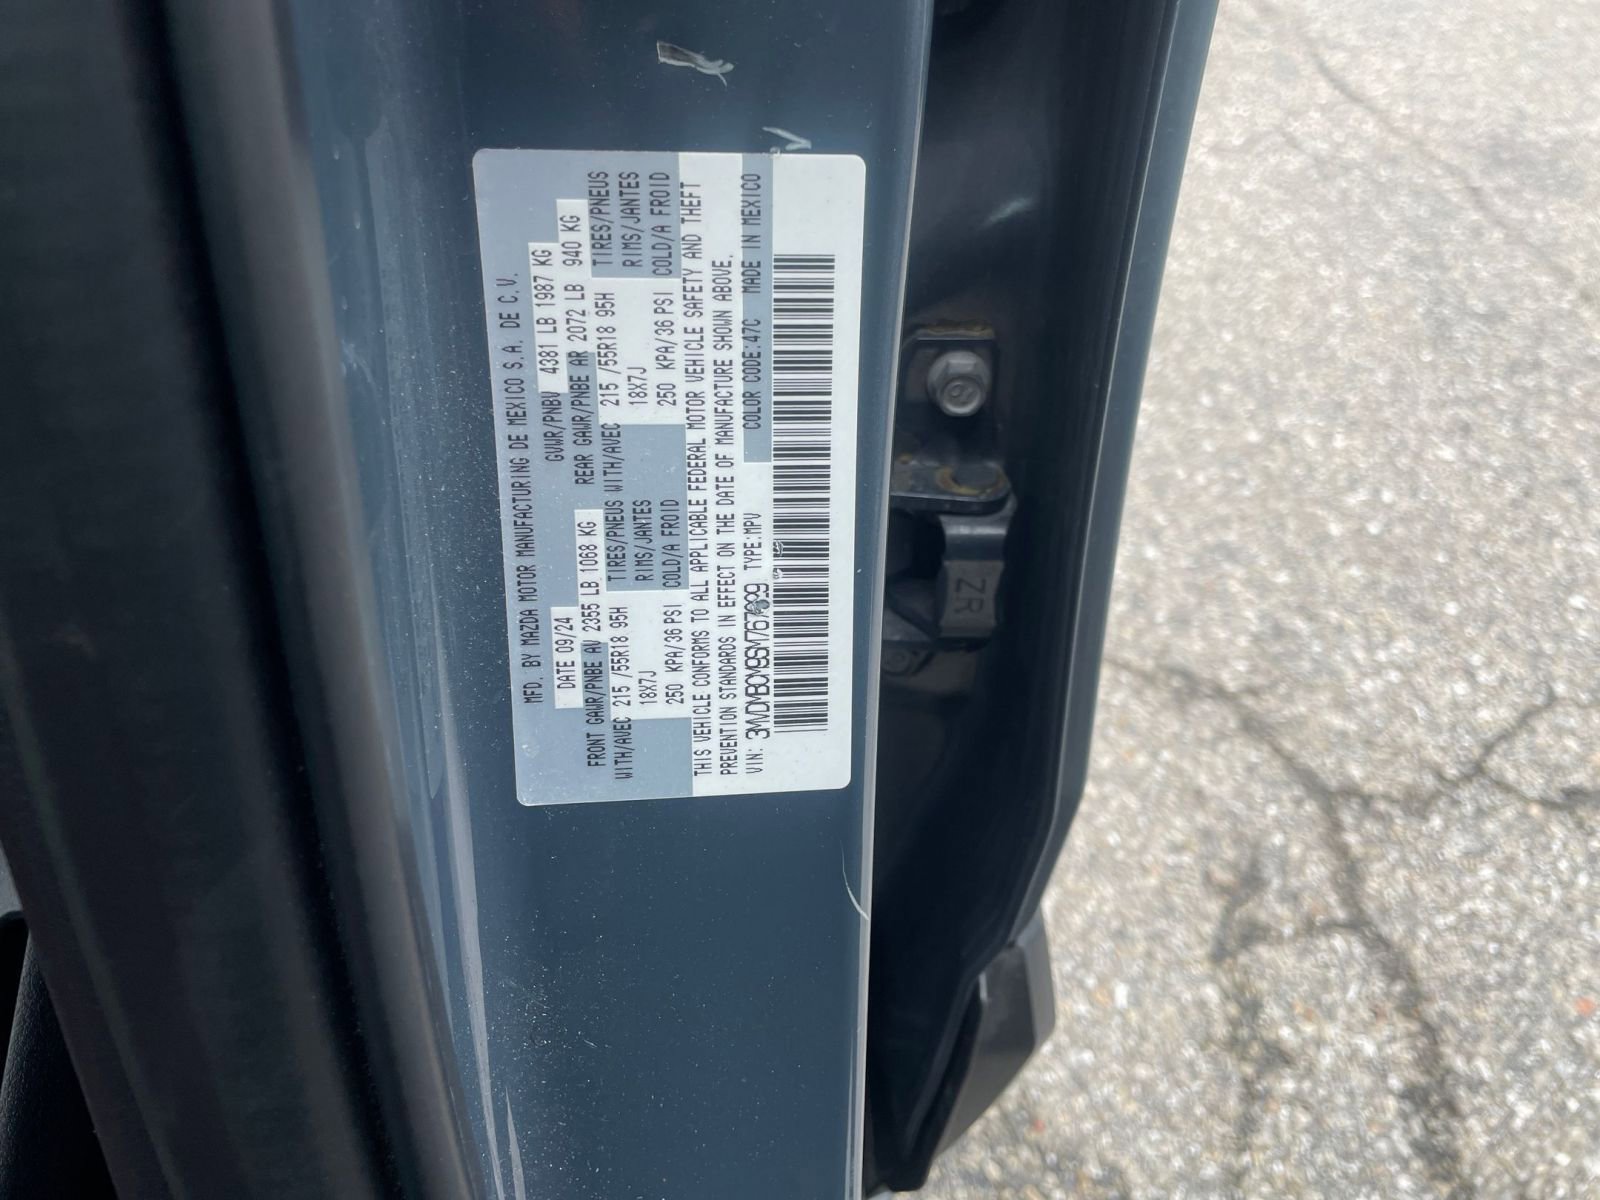 MFD. BY MAZDA MOTOR MANUFACTURING DE MEXICO S.A. DE C.V.
DATE 09/24 GVWR/PNBV 4381 LB 1987 KG
FRONT GAWR/PNBE AV 2355 LB 1068 KG REAR GAWR/PNBE AR 2072 LB 940 KG
WITH/AVEC 215 /55R18 95H TIRES/PNEUS WITH/AVEC 215 /55R18 95H TIRES/PNEUS
18X7J RIMS/JANTES 18X7J RIMS/JANTES
250 KPA/36 PSI COLD/A FROID 250 KPA/36 PSI COLD/A FROID
THIS VEHICLE CONFORMS TO ALL APPLICABLE FEDERAL MOTOR VEHICLE SAFETY AND THEFT
PREVENTION STANDARDS IN EFFECT ON THE DATE OF MANUFACTURE SHOWN ABOVE.
VIN: TYPE:MPV COLOR CODE:47C MADE IN MEXICO
ZR